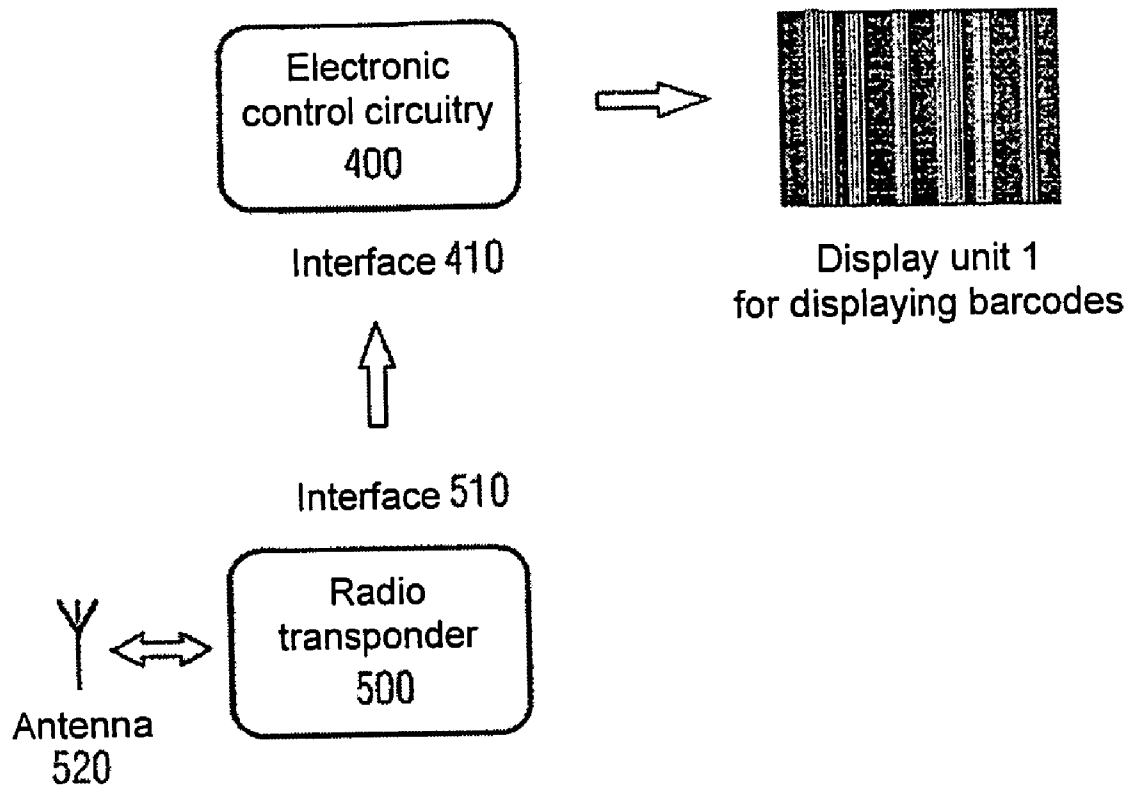 Electronic
control circuitry
400
Interface 410
Display unit 1
for displaying barcodes
Interface 510
Radio
transponder
500
Antenna
520